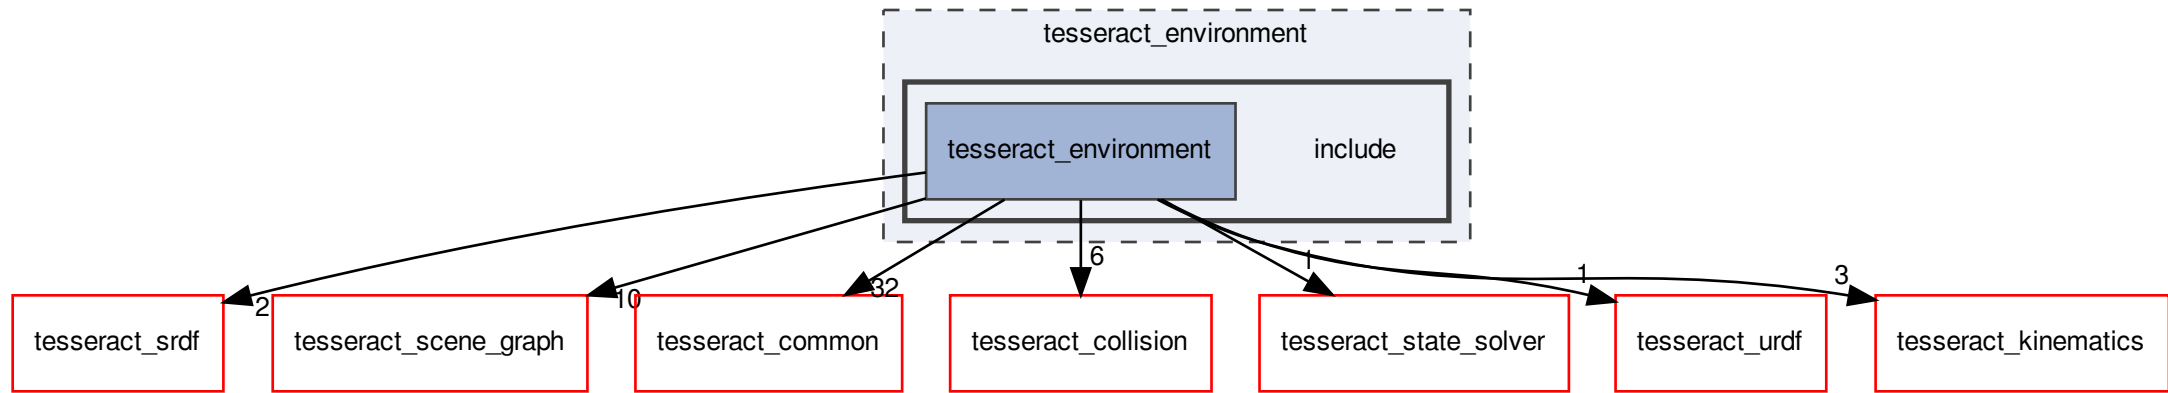 tesseract_environment
tesseract_environment
include
2
10
32
6
1
1
3
tesseract_srdf
tesseract_scene_graph
tesseract_common
tesseract_collision
tesseract_state_solver
tesseract_urdf
tesseract_kinematics